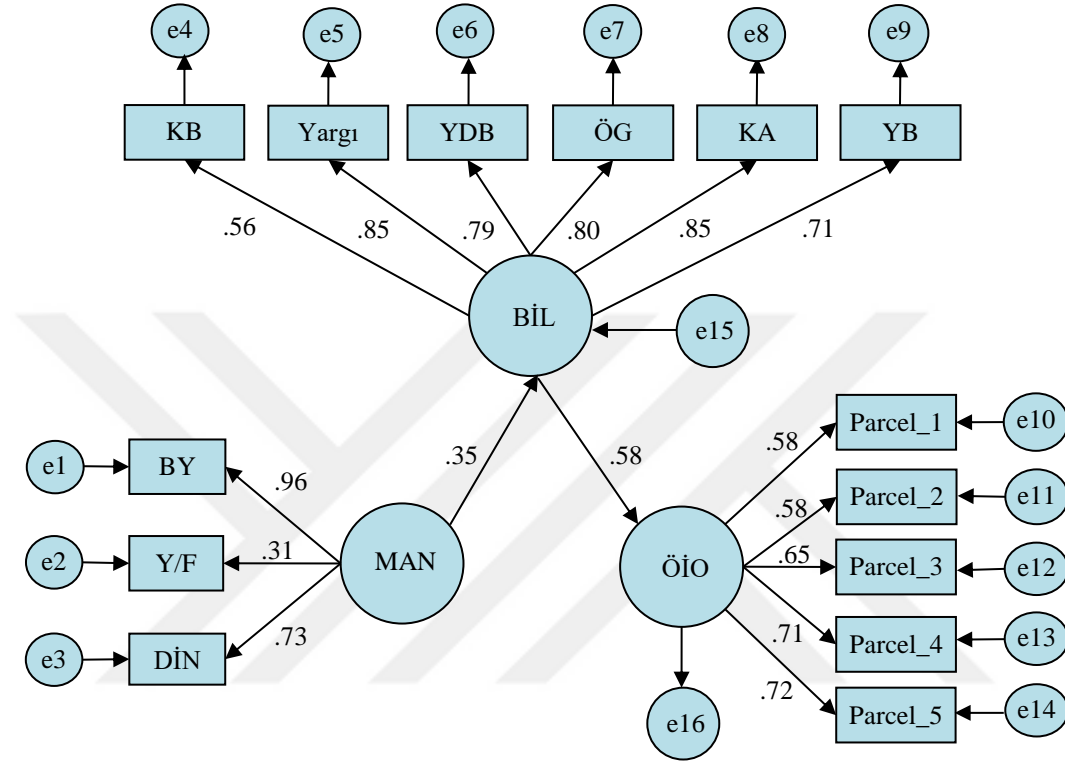 e4 e5 e6 e7 e8 e9
KB Yargı YDB ÖG KA YB
.56 .85 .79 .80 .85 .71
BİL
e15
.35 .58
e1 BY .96
e2 Y/F .31
e3 DİN .73
MAN
ÖİO
e16
.58 Parcel_1 e10
.58 Parcel_2 e11
.65 Parcel_3 e12
.71 Parcel_4 e13
.72 Parcel_5 e14